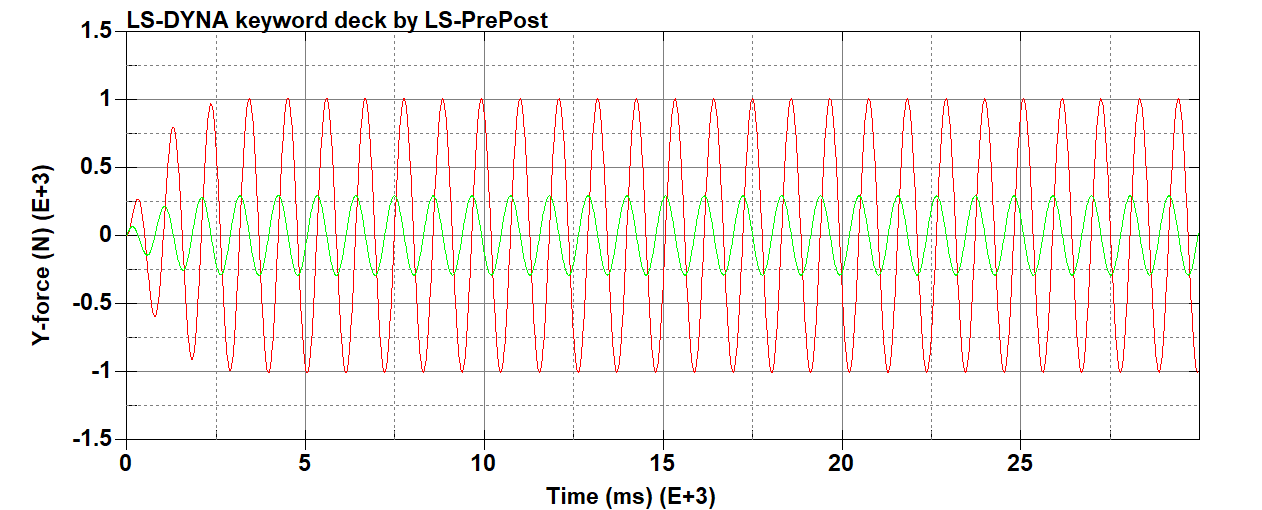 LS-DYNA keyword deck by LS-PrePost
1.5
1
0.5
0
-0.5
-1
-1.5
Y-force (N) (E+3)
0 5 10 15 20 25
Time (ms) (E+3)